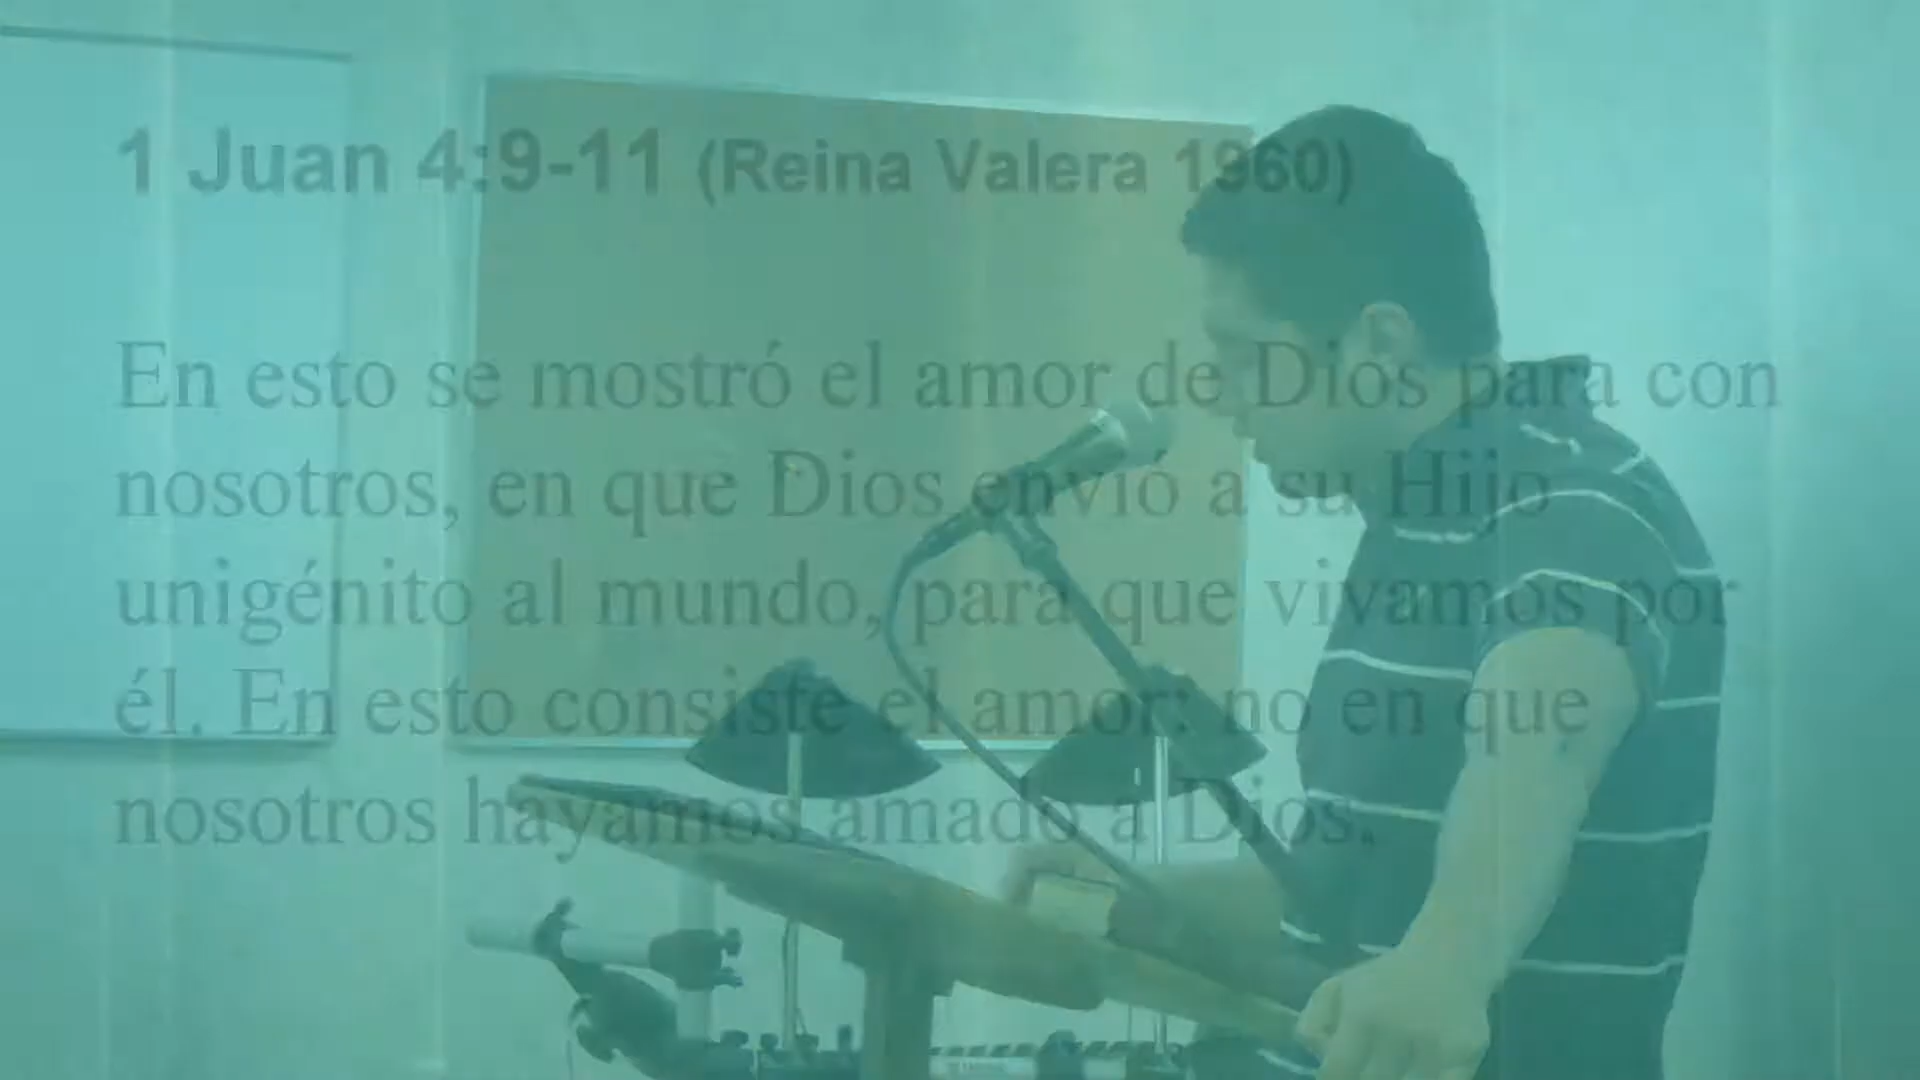 1 Juan 4:9-11 (Reina Valera 1960)
En esto se mostró el amor de Dios para con
nosotros, en que Dios envió a su Hijo
unigénito al mundo, para que vivamos por
él. En esto consiste el amor: no en que
nosotros hayamos amado a Dios,